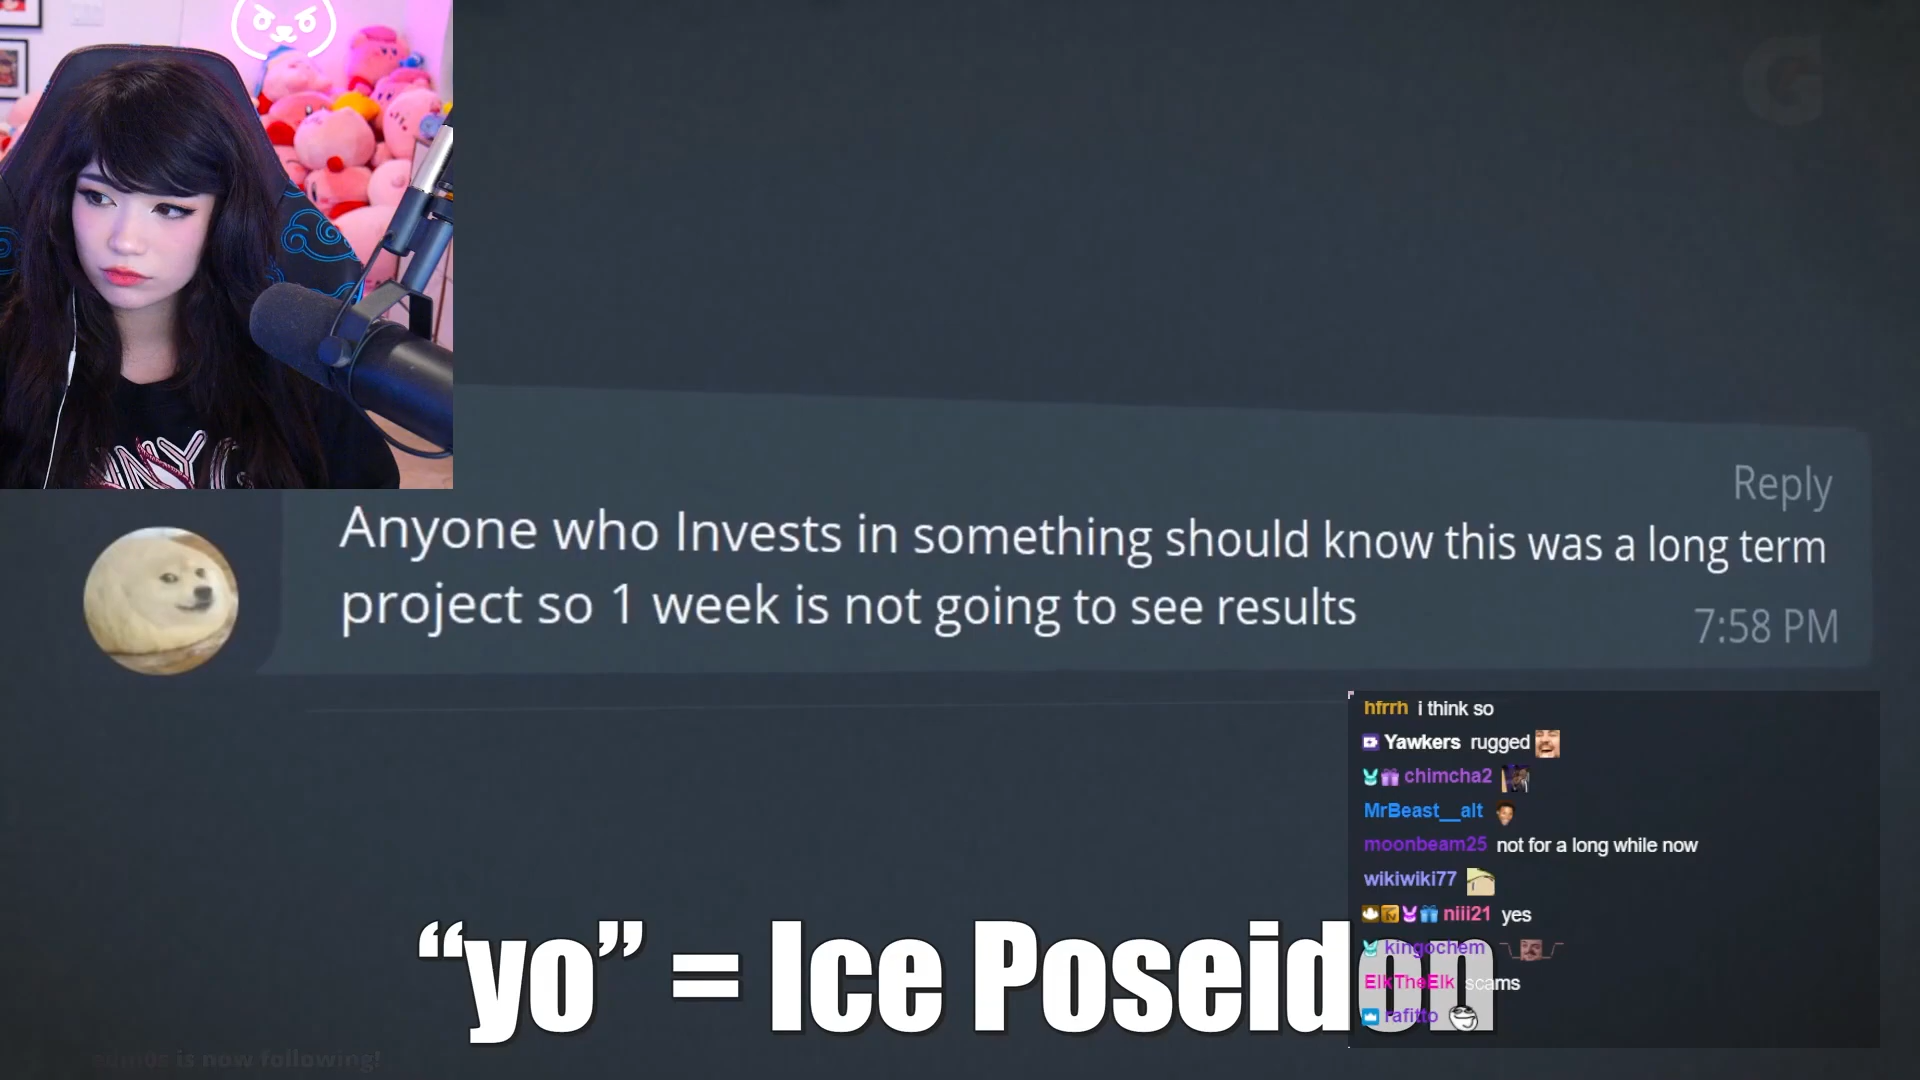 Reply
Anyone who Invests in something should know this was a long term
project so 1 week is not going to see results
7:58 PM
hfrrh i think so
Yawkers rugged
chimcha2
MrBeast__alt
moonbeam25 not for a long while now
wikiwiki77
niii21 yes
kingochem
ElkTheElk scams
rafitto
“yo” = Ice Poseidon
is now following!